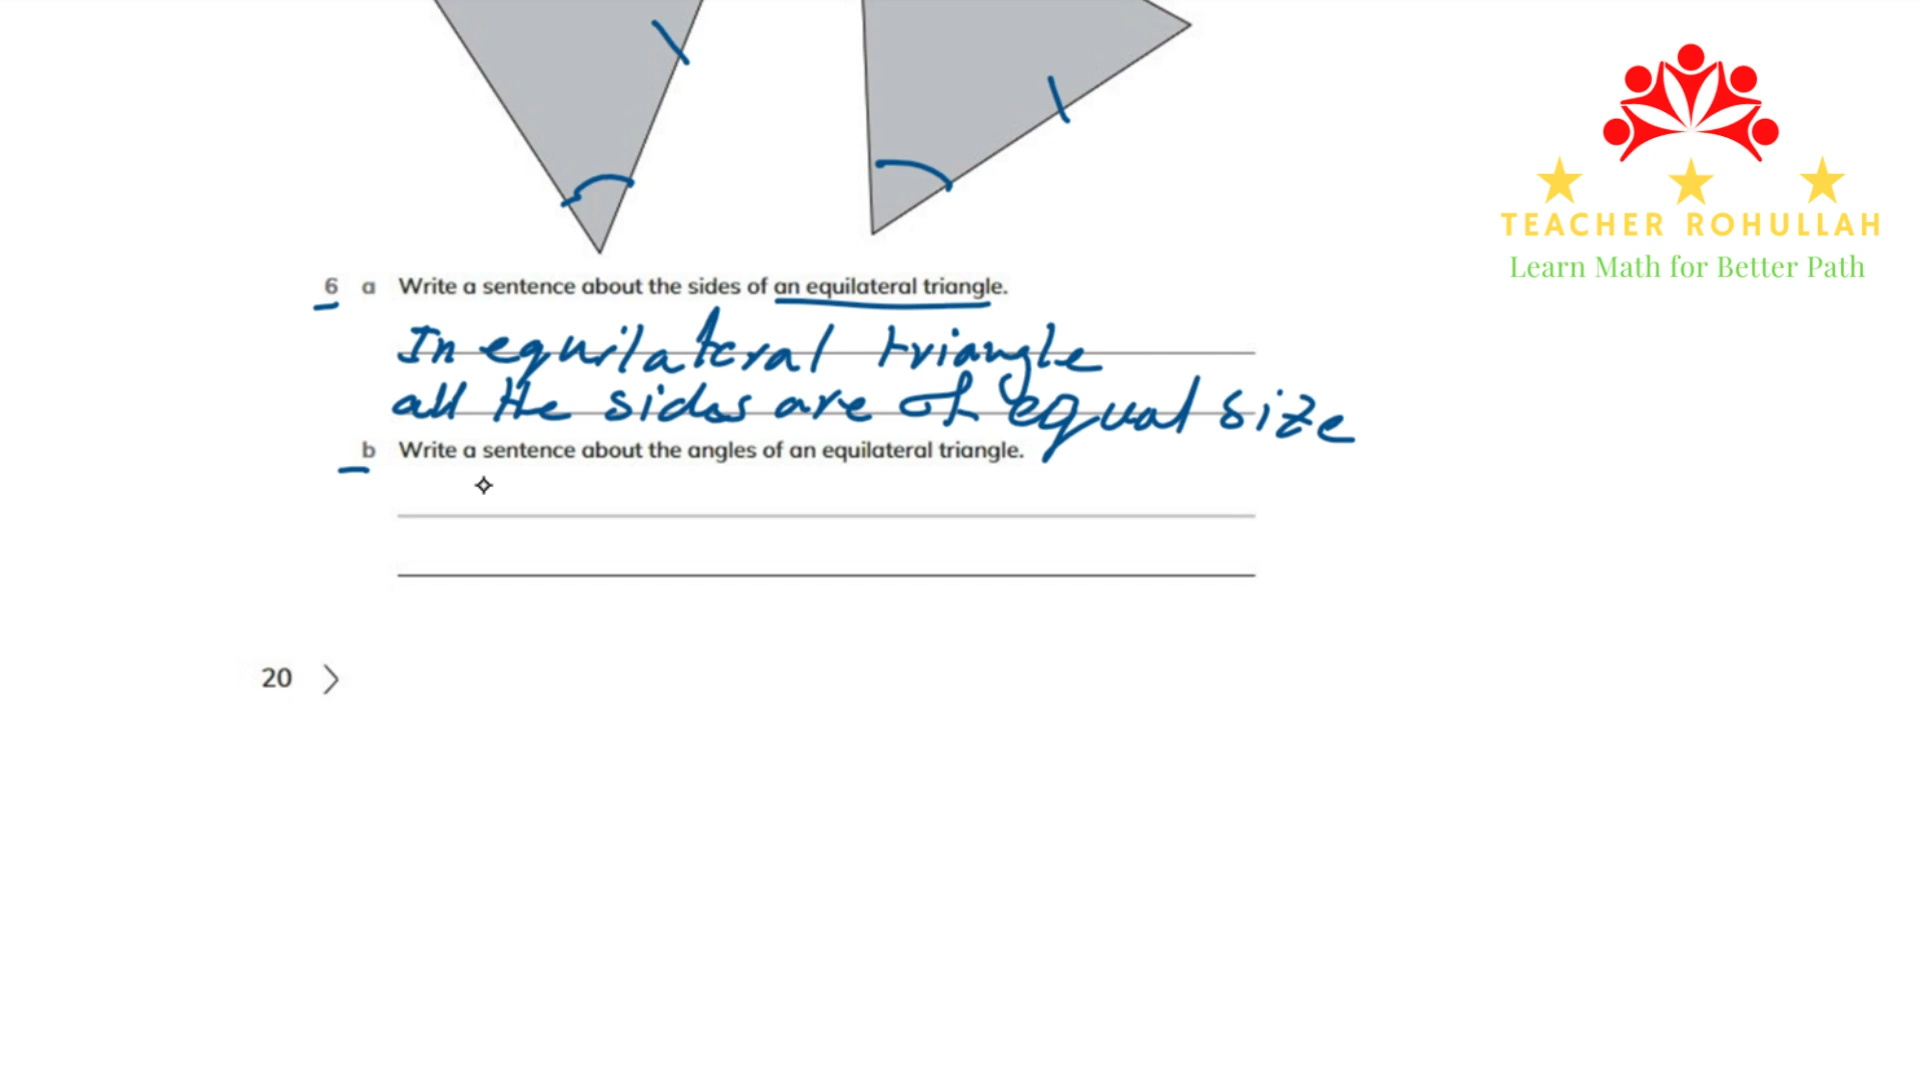 TEACHER ROHULLAH
Learn Math for Better Path
6 a Write a sentence about the sides of an equilateral triangle.
In equilateral triangle
all the sides are of equal size
b Write a sentence about the angles of an equilateral triangle.
20